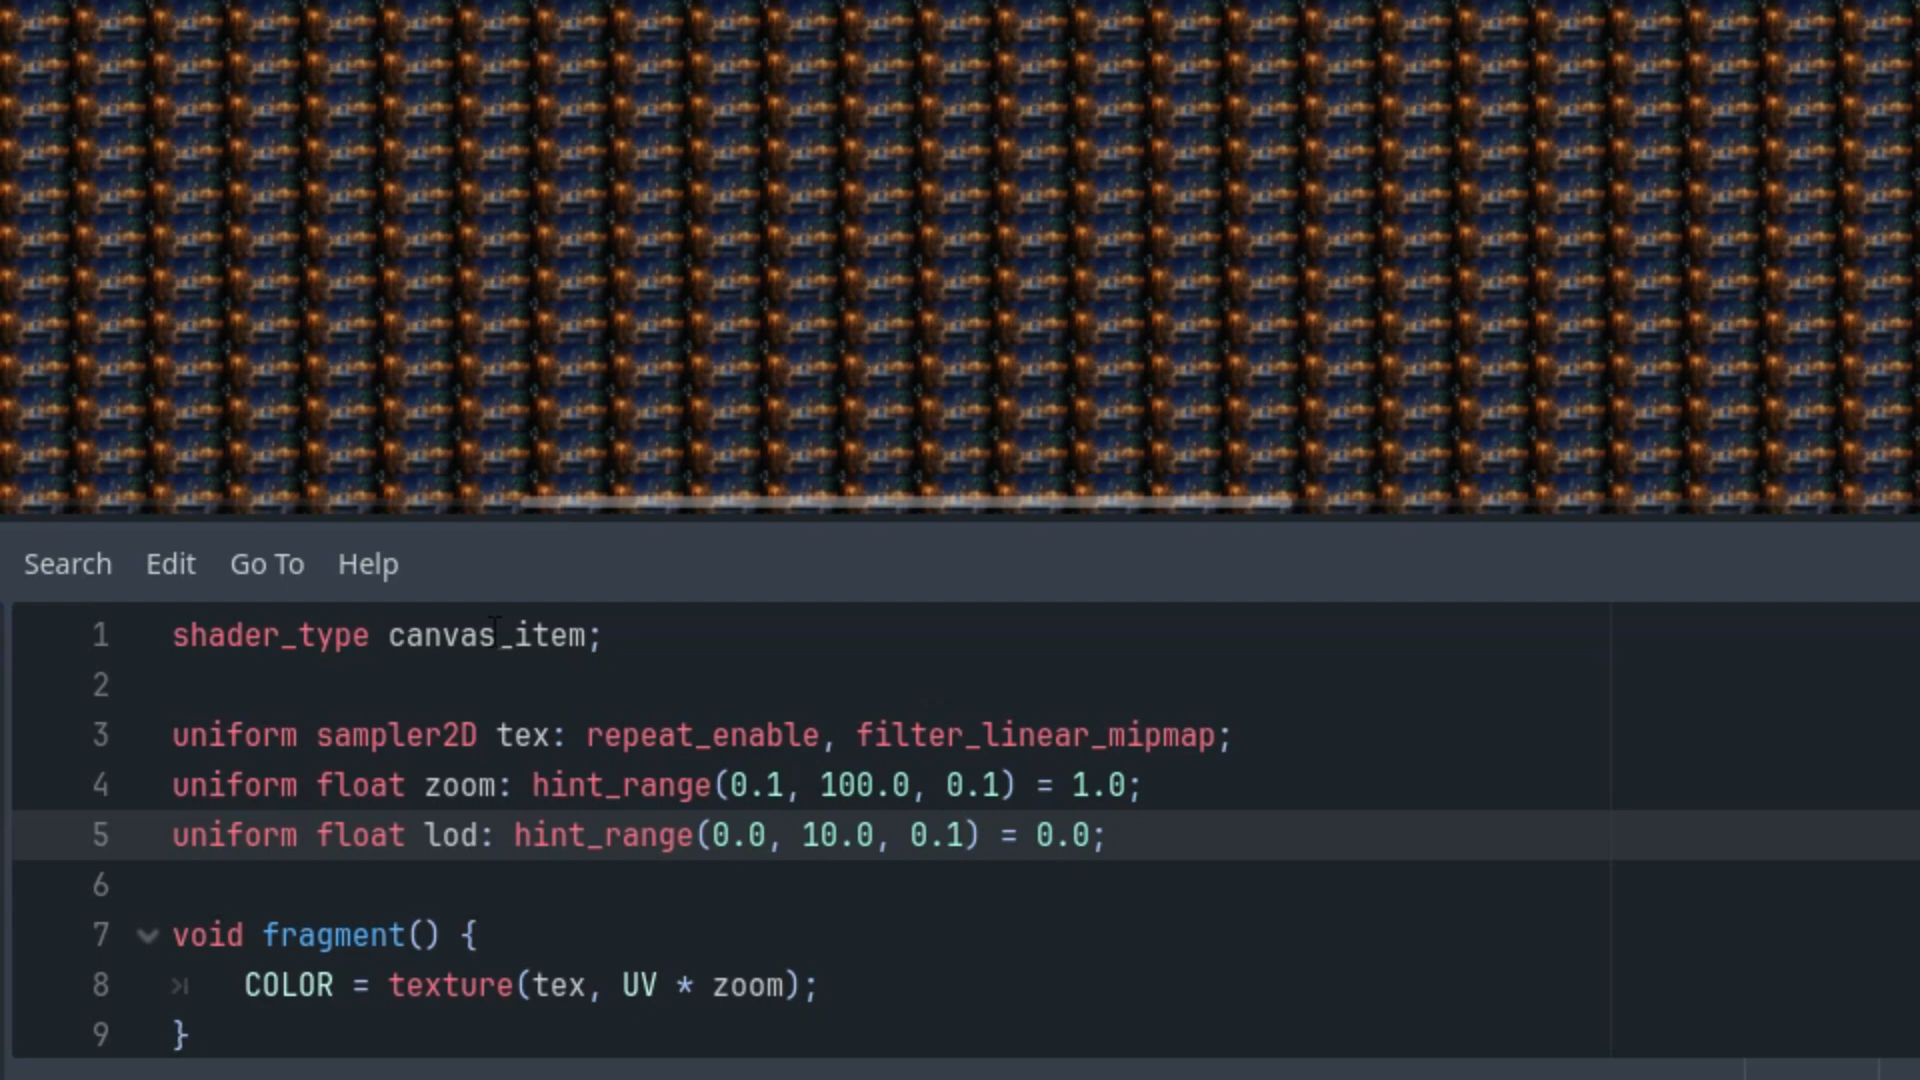 Search Edit Go To Help
1 shader_type canvas_item;
2
3 uniform sampler2D tex: repeat_enable, filter_linear_mipmap;
4 uniform float zoom: hint_range(0.1, 100.0, 0.1) = 1.0;
5 uniform float lod: hint_range(0.0, 10.0, 0.1) = 0.0;
6
7 void fragment() {
8 COLOR = texture(tex, UV * zoom);
9 }